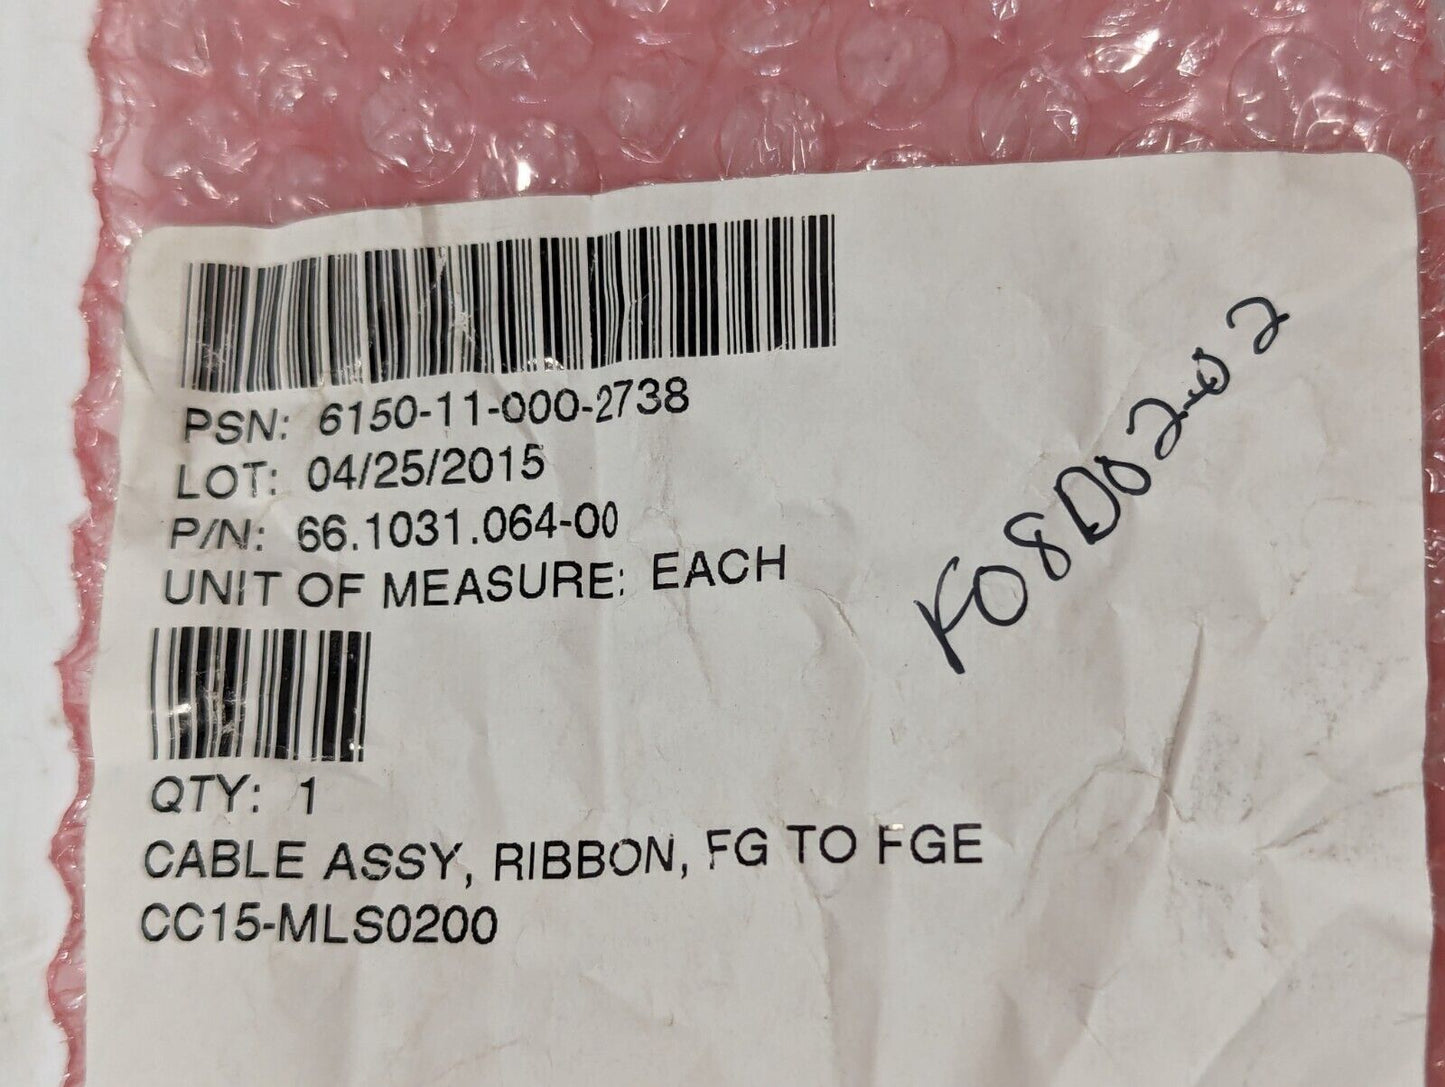 PSN: 6150-11-000-2738
LOT: 04/25/2015
P/N: 66.1031.064-00
UNIT OF MEASURE: EACH
QTY: 1
CABLE ASSY, RIBBON, FG TO FGE
CC15-MLS0200
F08D02-02